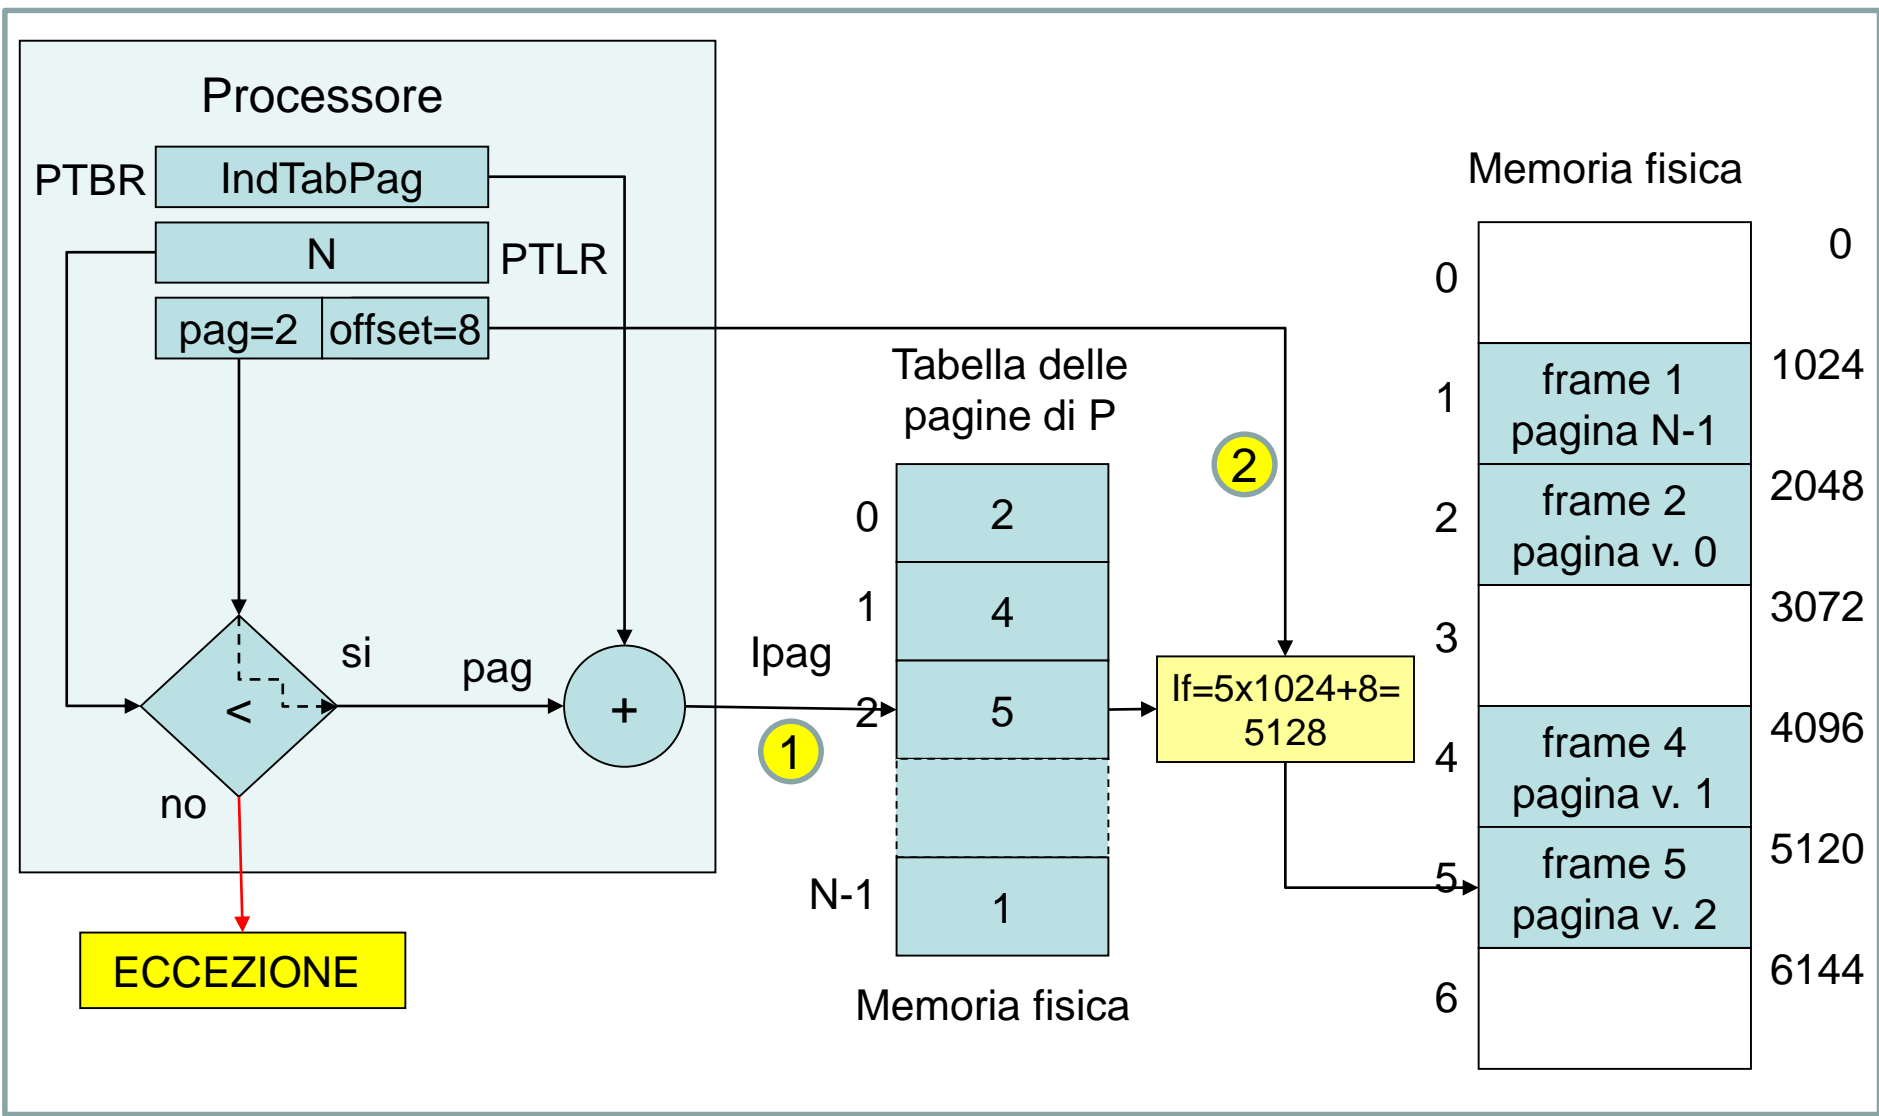 Processore
PTBR
IndTabPag
N
PTLR
pag=2
offset=8
<
si
no
pag
+
ECCEZIONE
Ipag
1
Tabella delle
pagine di P
0
2
1
4
2
5
N-1
1
Memoria fisica
2
If=5x1024+8=
5128
Memoria fisica
0
0
1
frame 1
pagina N-1
1024
2
frame 2
pagina v. 0
2048
3
3072
4
frame 4
pagina v. 1
4096
5
frame 5
pagina v. 2
5120
6
6144